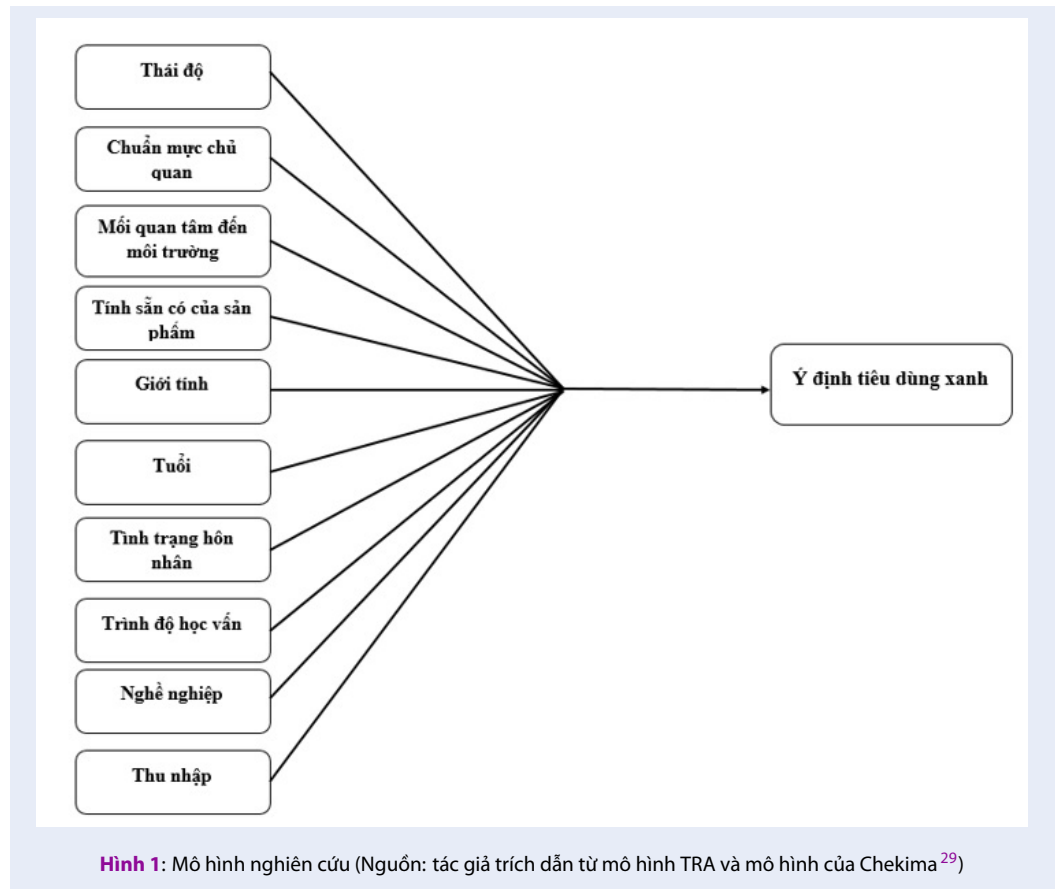 Thái độ
Chuẩn mực chủ
quan
Mối quan tâm đến
môi trường
Tính sẵn có của sản
phẩm
Giới tính
Tuổi
Tình trạng hôn
nhân
Trình độ học vấn
Nghề nghiệp
Thu nhập
Ý định tiêu dùng xanh
Hình 1: Mô hình nghiên cứu (Nguồn: tác giả trích dẫn từ mô hình TRA và mô hình của Chekima 29)